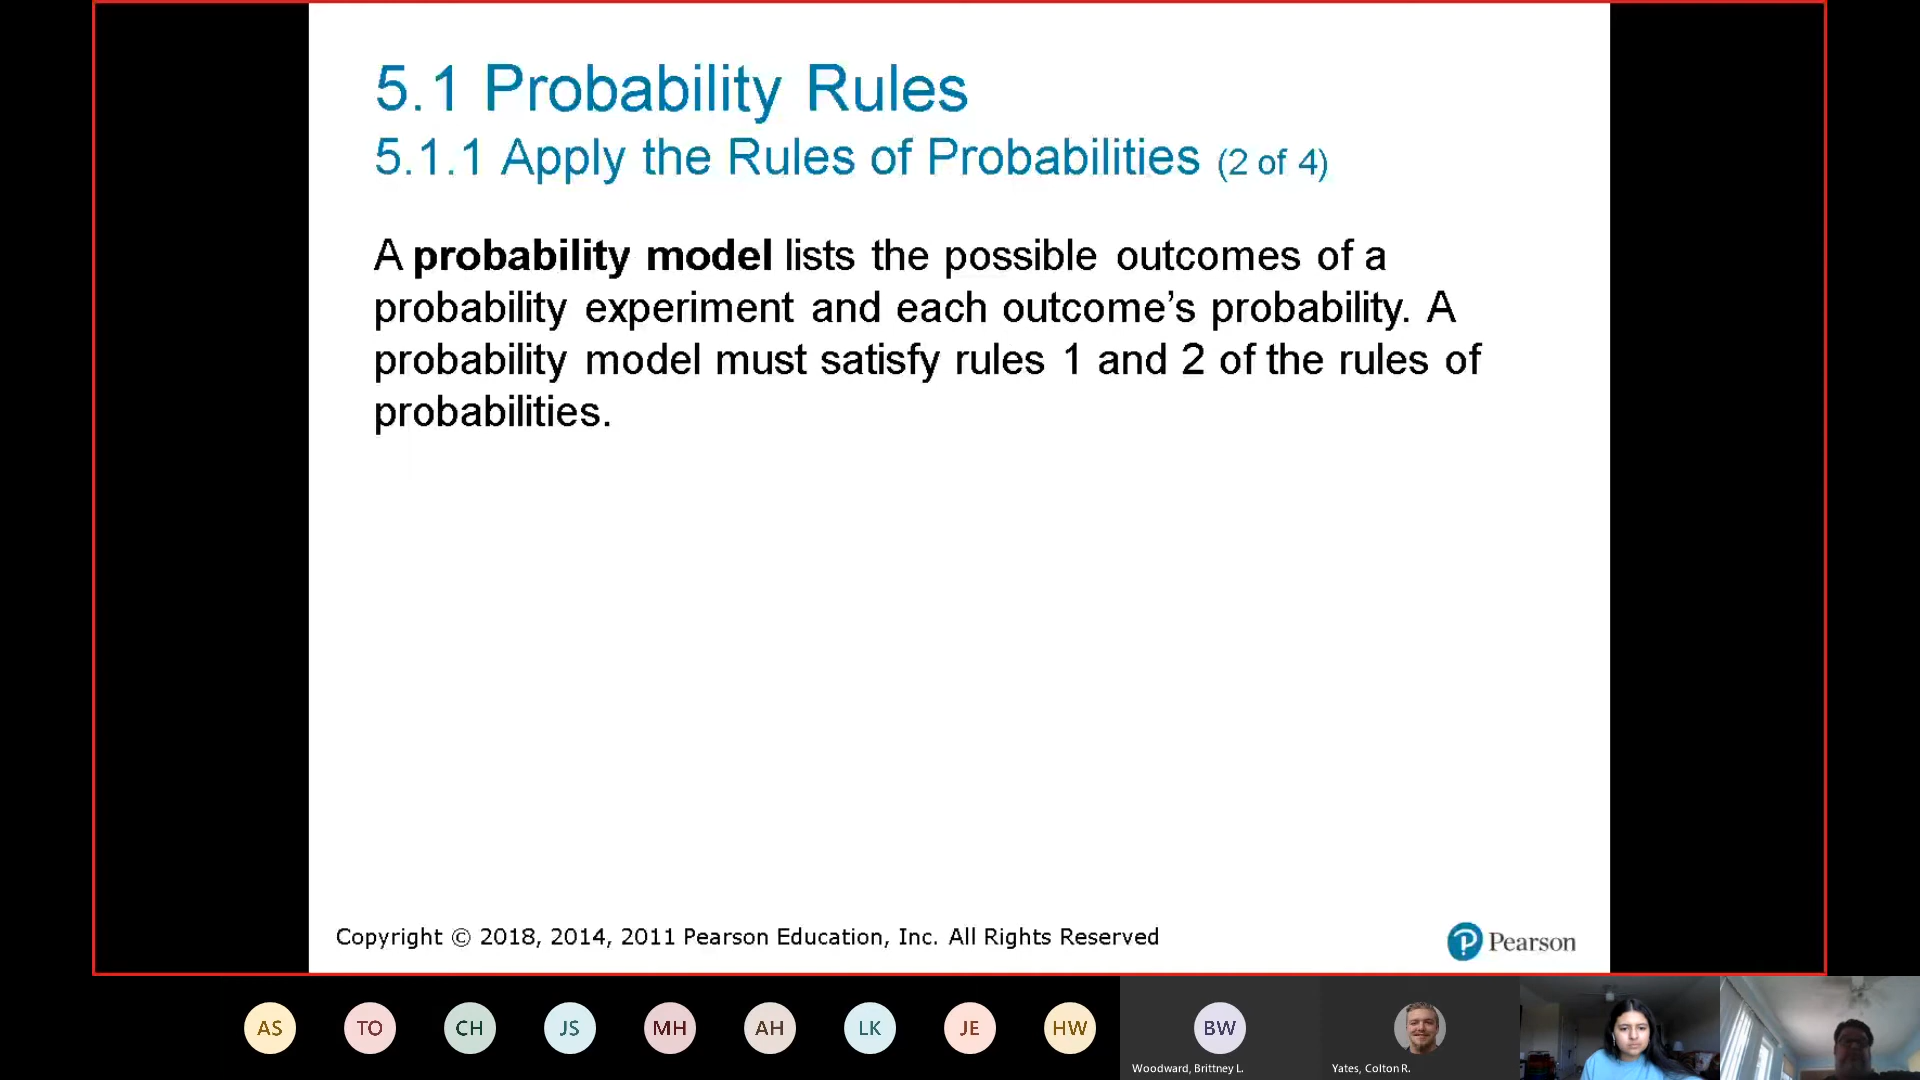 5.1 Probability Rules
5.1.1 Apply the Rules of Probabilities (2 of 4)
A probability model lists the possible outcomes of a
probability experiment and each outcome’s probability. A
probability model must satisfy rules 1 and 2 of the rules of
probabilities.
Copyright © 2018, 2014, 2011 Pearson Education, Inc. All Rights Reserved
P Pearson
AS TO CH JS MH AH LK JE HW BW
Woodward, Brittney L. Yates, Colton R.